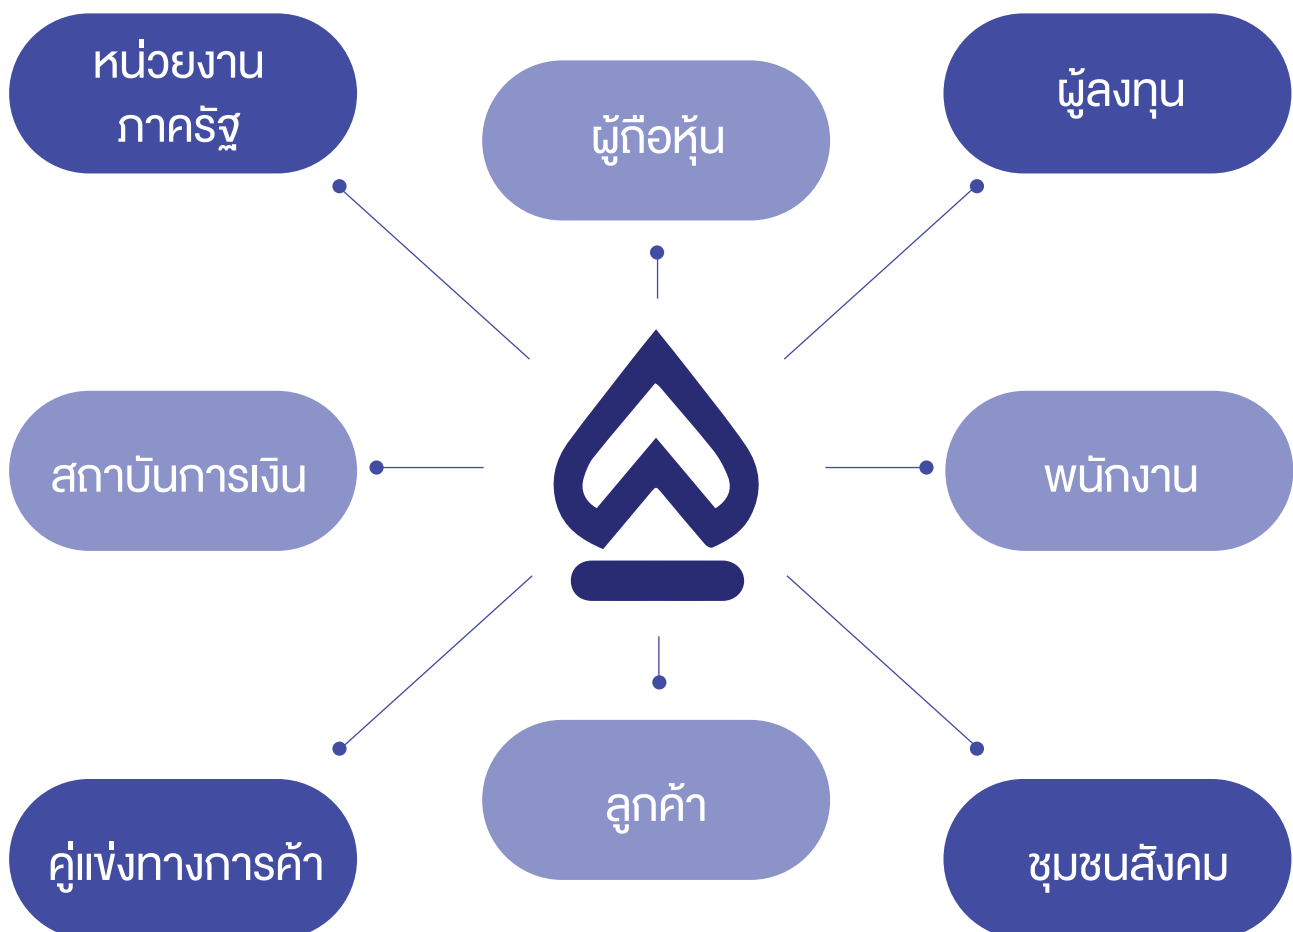 หน่วยงาน
ภาครัฐ
ผู้ถือหุ้น
ผู้ลงทุน
สถาบันการเงิน
พนักงาน
คู่แข่งทางการค้า
ลูกค้า
ชุมชนสังคม